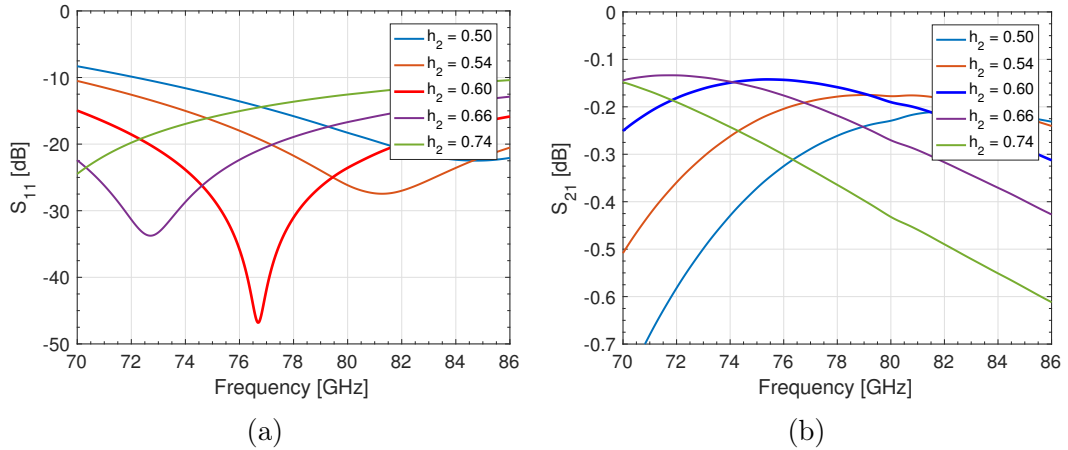 0
-10
-20
-30
-40
-50
S11 [dB]
70 72 74 76 78 80 82 84 86
Frequency [GHz]
h2 = 0.50
h2 = 0.54
h2 = 0.60
h2 = 0.66
h2 = 0.74
(a)
0
-0.1
-0.2
-0.3
-0.4
-0.5
-0.6
-0.7
S21 [dB]
70 72 74 76 78 80 82 84 86
Frequency [GHz]
h2 = 0.50
h2 = 0.54
h2 = 0.60
h2 = 0.66
h2 = 0.74
(b)